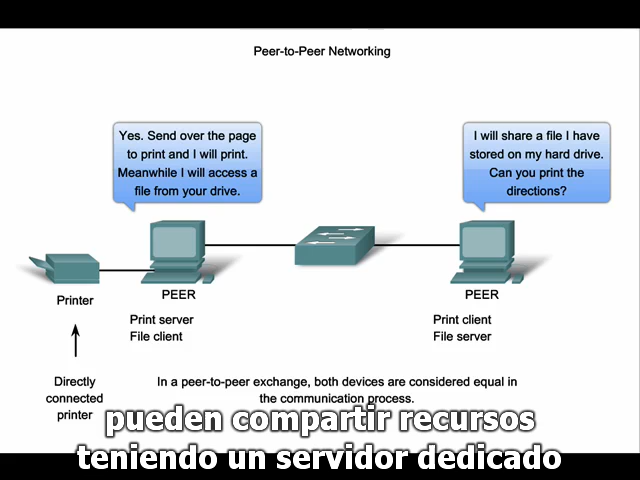 Peer-to-Peer Networking
Yes. Send over the page
to print and I will print.
Meanwhile I will access a
file from your drive.
I will share a file I have
stored on my hard drive.
Can you print the
directions?
Printer
PEER
PEER
Print server
File client
Print client
File server
Directly
connected
printer
In a peer-to-peer exchange, both devices are considered equal in
the communication process.
pueden compartir recursos
teniendo un servidor dedicado